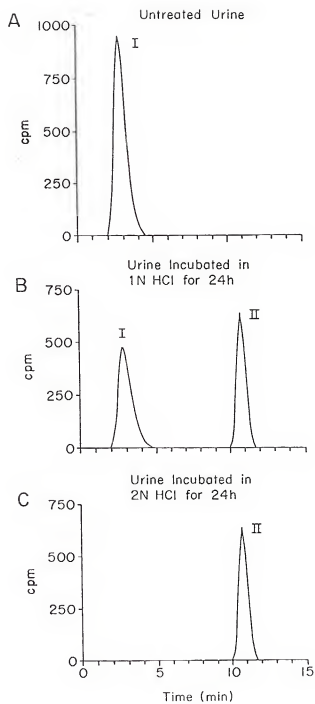 A
Untreated Urine
1000
750
500
250
0
cpm
I
B
Urine Incubated in
1N HCl for 24h
750
500
250
0
cpm
I
II
C
Urine Incubated in
2N HCl for 24h
750
500
250
0
cpm
II
0 5 10 15
Time (min)